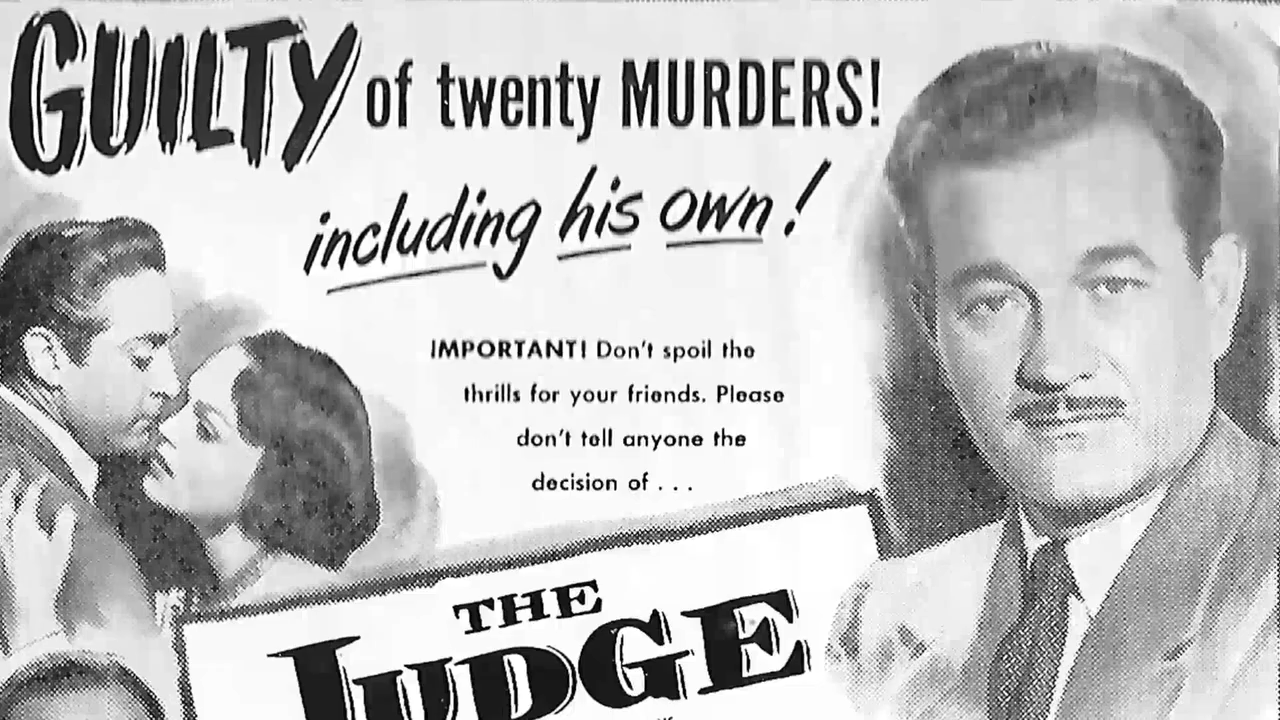 GUILTY of twenty MURDERS!
including his own!
IMPORTANT! Don't spoil the
thrills for your friends. Please
don't tell anyone the
decision of . . .
THE
JUDGE